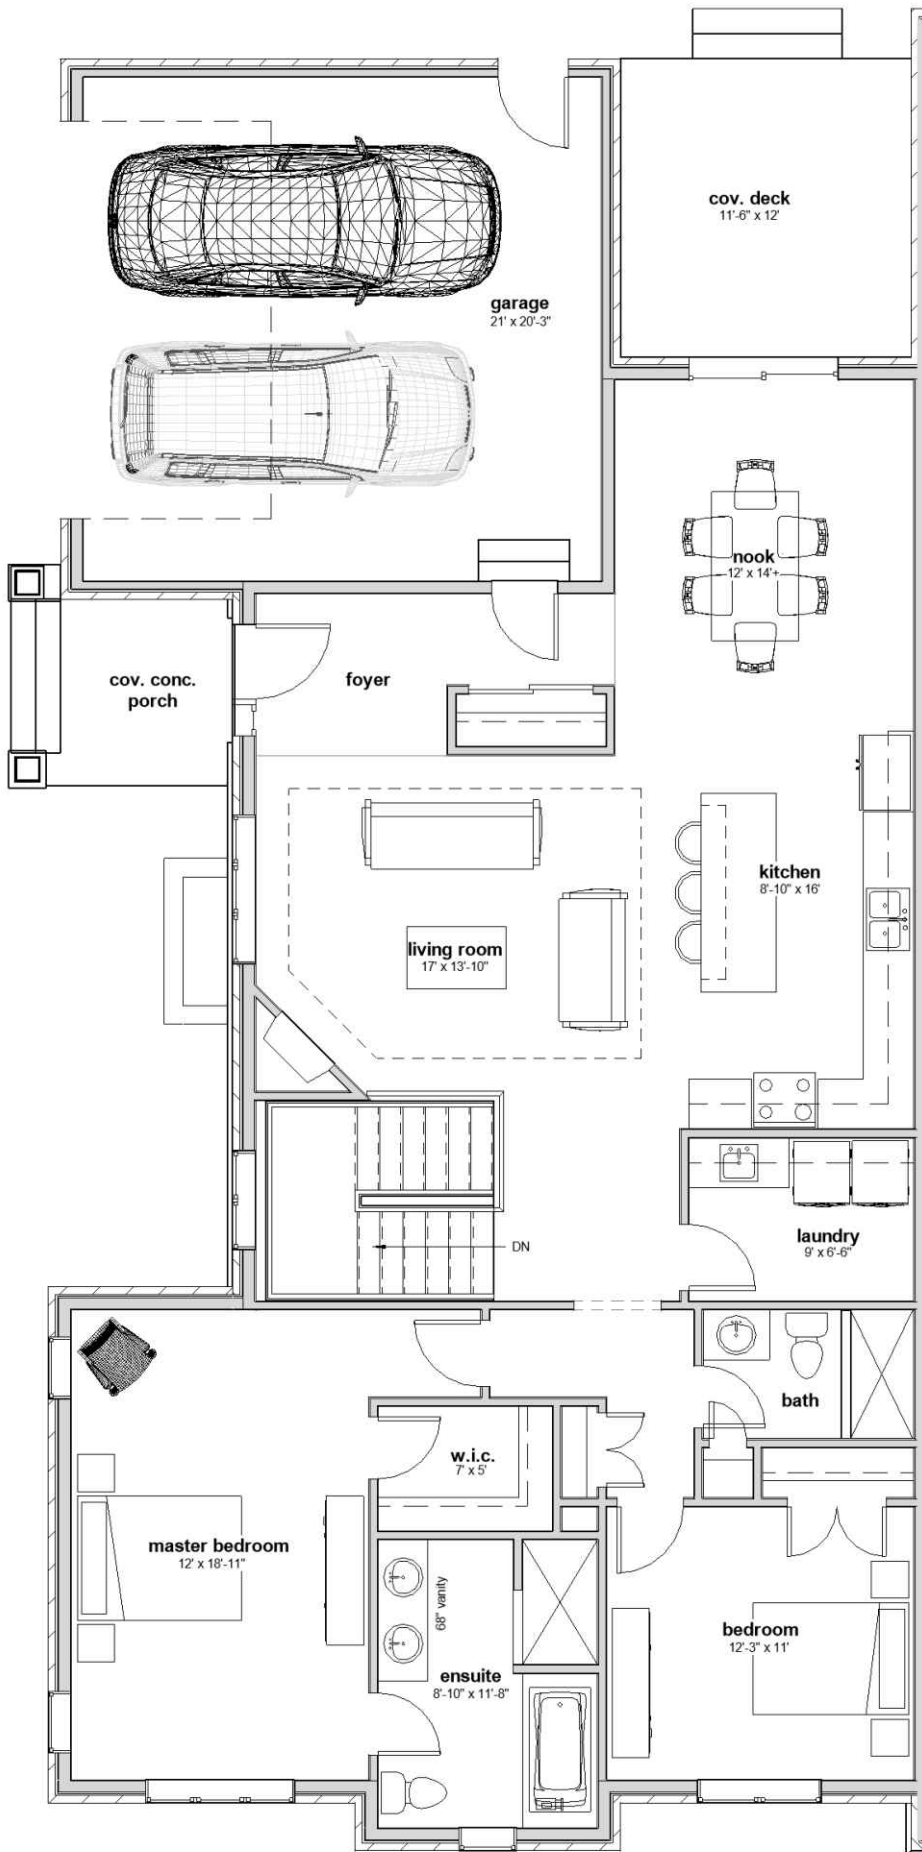 cov. deck
11'-6" x 12'
garage
21' x 20'-3"
nook
12' x 14'+
cov. conc.
porch
foyer
kitchen
8'-10" x 16'
living room
17' x 13'-10"
laundry
9' x 6'-6"
DN
bath
w.i.c.
7' x 5'
master bedroom
12' x 18'-11"
68" vanity
bedroom
12'-3" x 11'
ensuite
8'-10" x 11'-8"